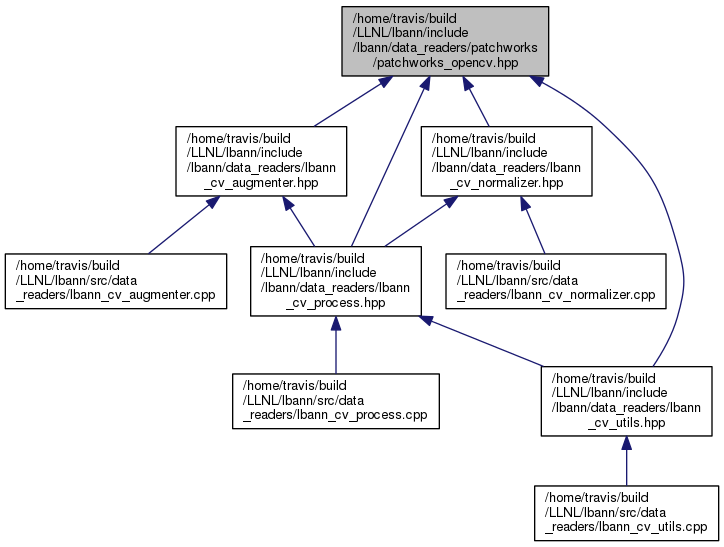 /home/travis/build
/LLNL/lbann/include
/lbann/data_readers/patchworks
/patchworks_opencv.hpp
/home/travis/build
/LLNL/lbann/include
/lbann/data_readers/lbann
_cv_augmenter.hpp
/home/travis/build
/LLNL/lbann/include
/lbann/data_readers/lbann
_cv_normalizer.hpp
/home/travis/build
/LLNL/lbann/src/data
_readers/lbann_cv_augmenter.cpp
/home/travis/build
/LLNL/lbann/include
/lbann/data_readers/lbann
_cv_process.hpp
/home/travis/build
/LLNL/lbann/src/data
_readers/lbann_cv_normalizer.cpp
/home/travis/build
/LLNL/lbann/src/data
_readers/lbann_cv_process.cpp
/home/travis/build
/LLNL/lbann/include
/lbann/data_readers/lbann
_cv_utils.hpp
/home/travis/build
/LLNL/lbann/src/data
_readers/lbann_cv_utils.cpp